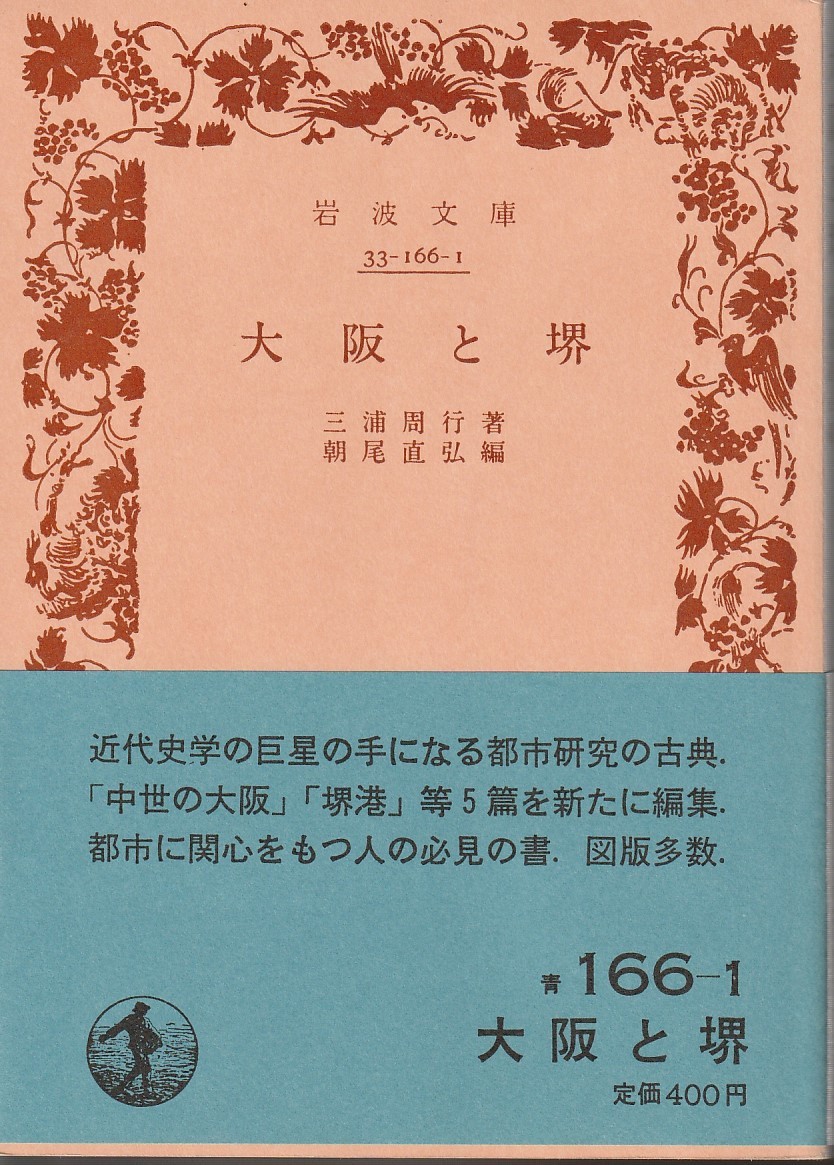 岩波文庫
33-166-1
大阪と堺
三浦周行著
朝尾直弘編
近代史学の巨星の手になる都市研究の古典.
「中世の大阪」「堺港」等5篇を新たに編集.
都市に関心をもつ人の必見の書. 図版多数.
青 166-1
大阪と堺
定価400円